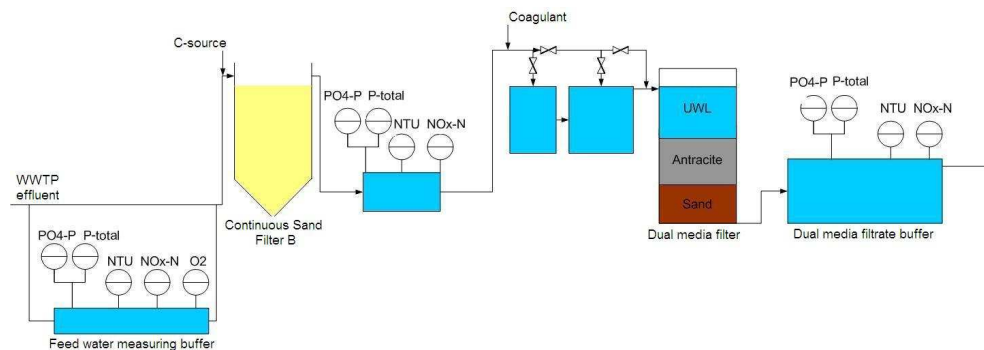 Coagulant
C-source
PO4-P P-total
NTU NOx-N
UWL
Antracite
Sand
Dual media filter
PO4-P P-total
NTU NOx-N
Dual media filtrate buffer
WWTP
effluent
Continuous Sand
Filter B
PO4-P P-total
NTU NOx-N O2
Feed water measuring buffer